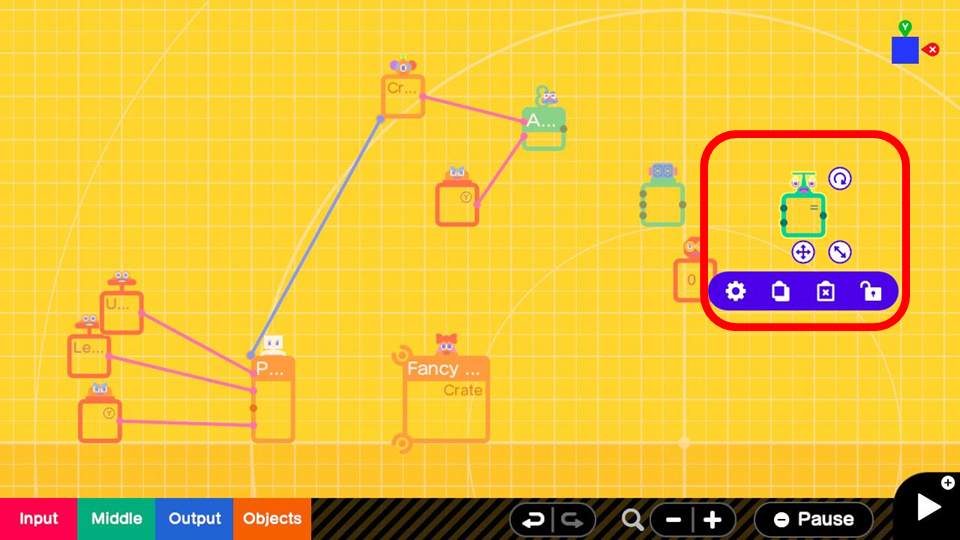 Y
X
Cr...
A...
Y
=
0
U...
Le...
P...
Fancy ...
Crate
Y
Input
Middle
Output
Objects
Pause